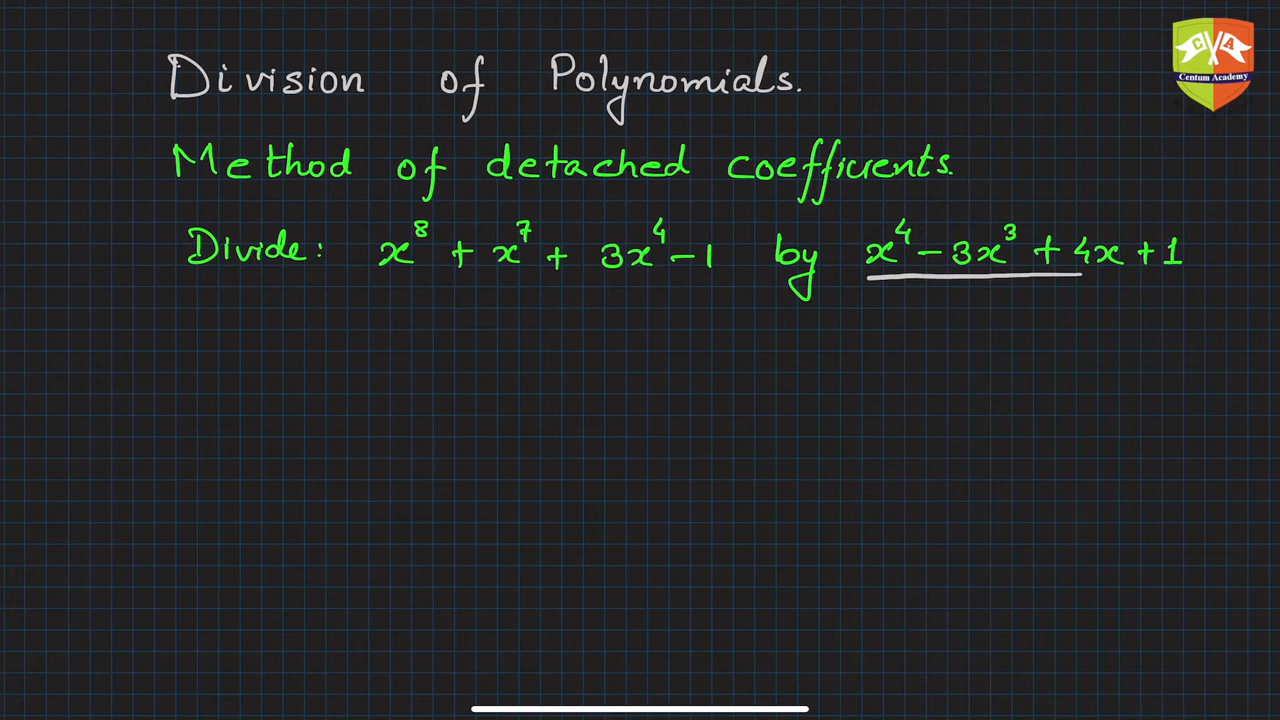 CA
Centum Academy
Division of Polynomials.
Method of detached coefficients.
Divide: x⁸ + x⁷ + 3x⁴ - 1 by x⁴ - 3x³ + 4x + 1